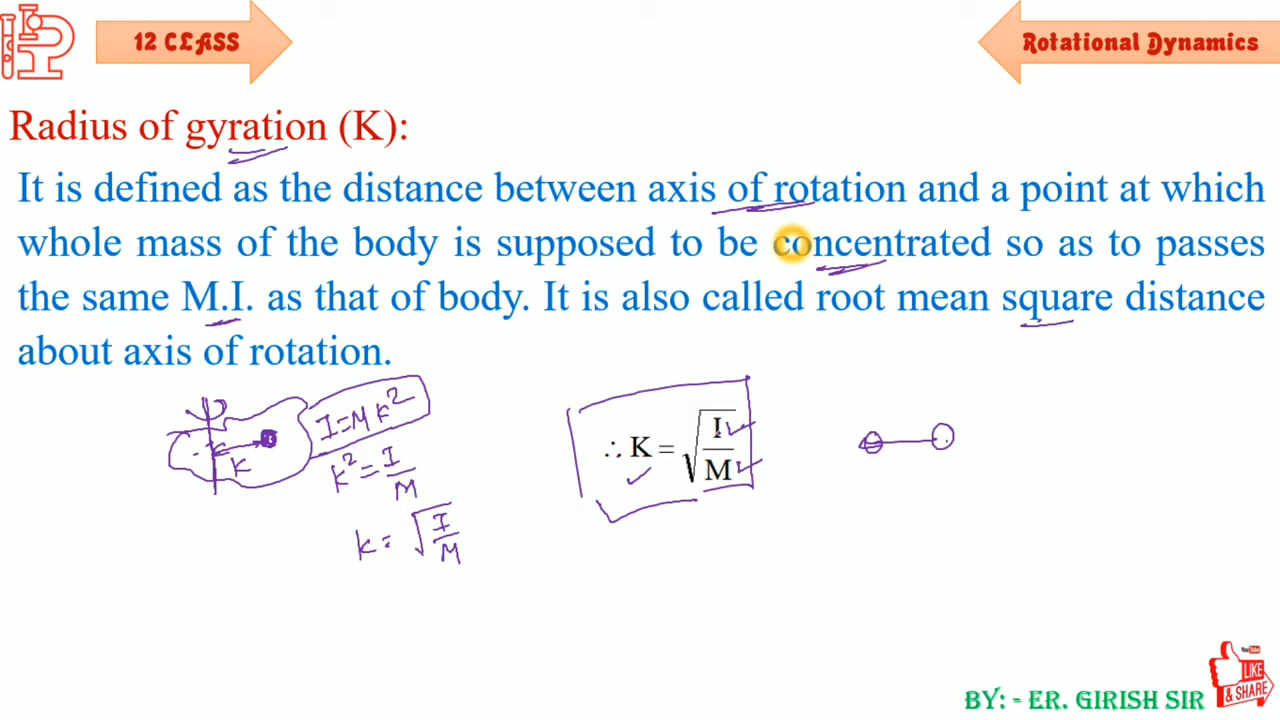 12 CLASS
Rotational Dynamics
Radius of gyration (K):
It is defined as the distance between axis of rotation and a point at which
whole mass of the body is supposed to be concentrated so as to passes
the same M.I. as that of body. It is also called root mean square distance
about axis of rotation.
I=MK²
K
K² = I/M
K = √(I/M)
∴ K = √(I/M)
YouTube
LIKE
& SHARE
BY: - ER. GIRISH SIR